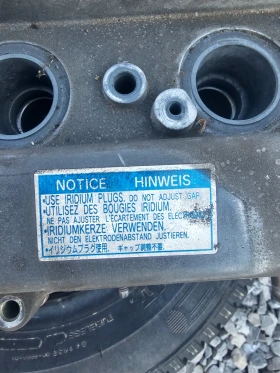 NOTICE HINWEIS
•USE IRIDIUM PLUGS. DO NOT ADJUST GAP.
•UTILISEZ DES BOUGIES IRIDIUM.
NE PAS AJUSTER L'ÉCARTEMENT DES
•IRIDIUMKERZE VERWENDEN.
NICHT DEN ELEKTRODENABSTAND JUSTIEREN.
•イリジウムプラグ使用. ギャップ調整不要.
TUBELESS